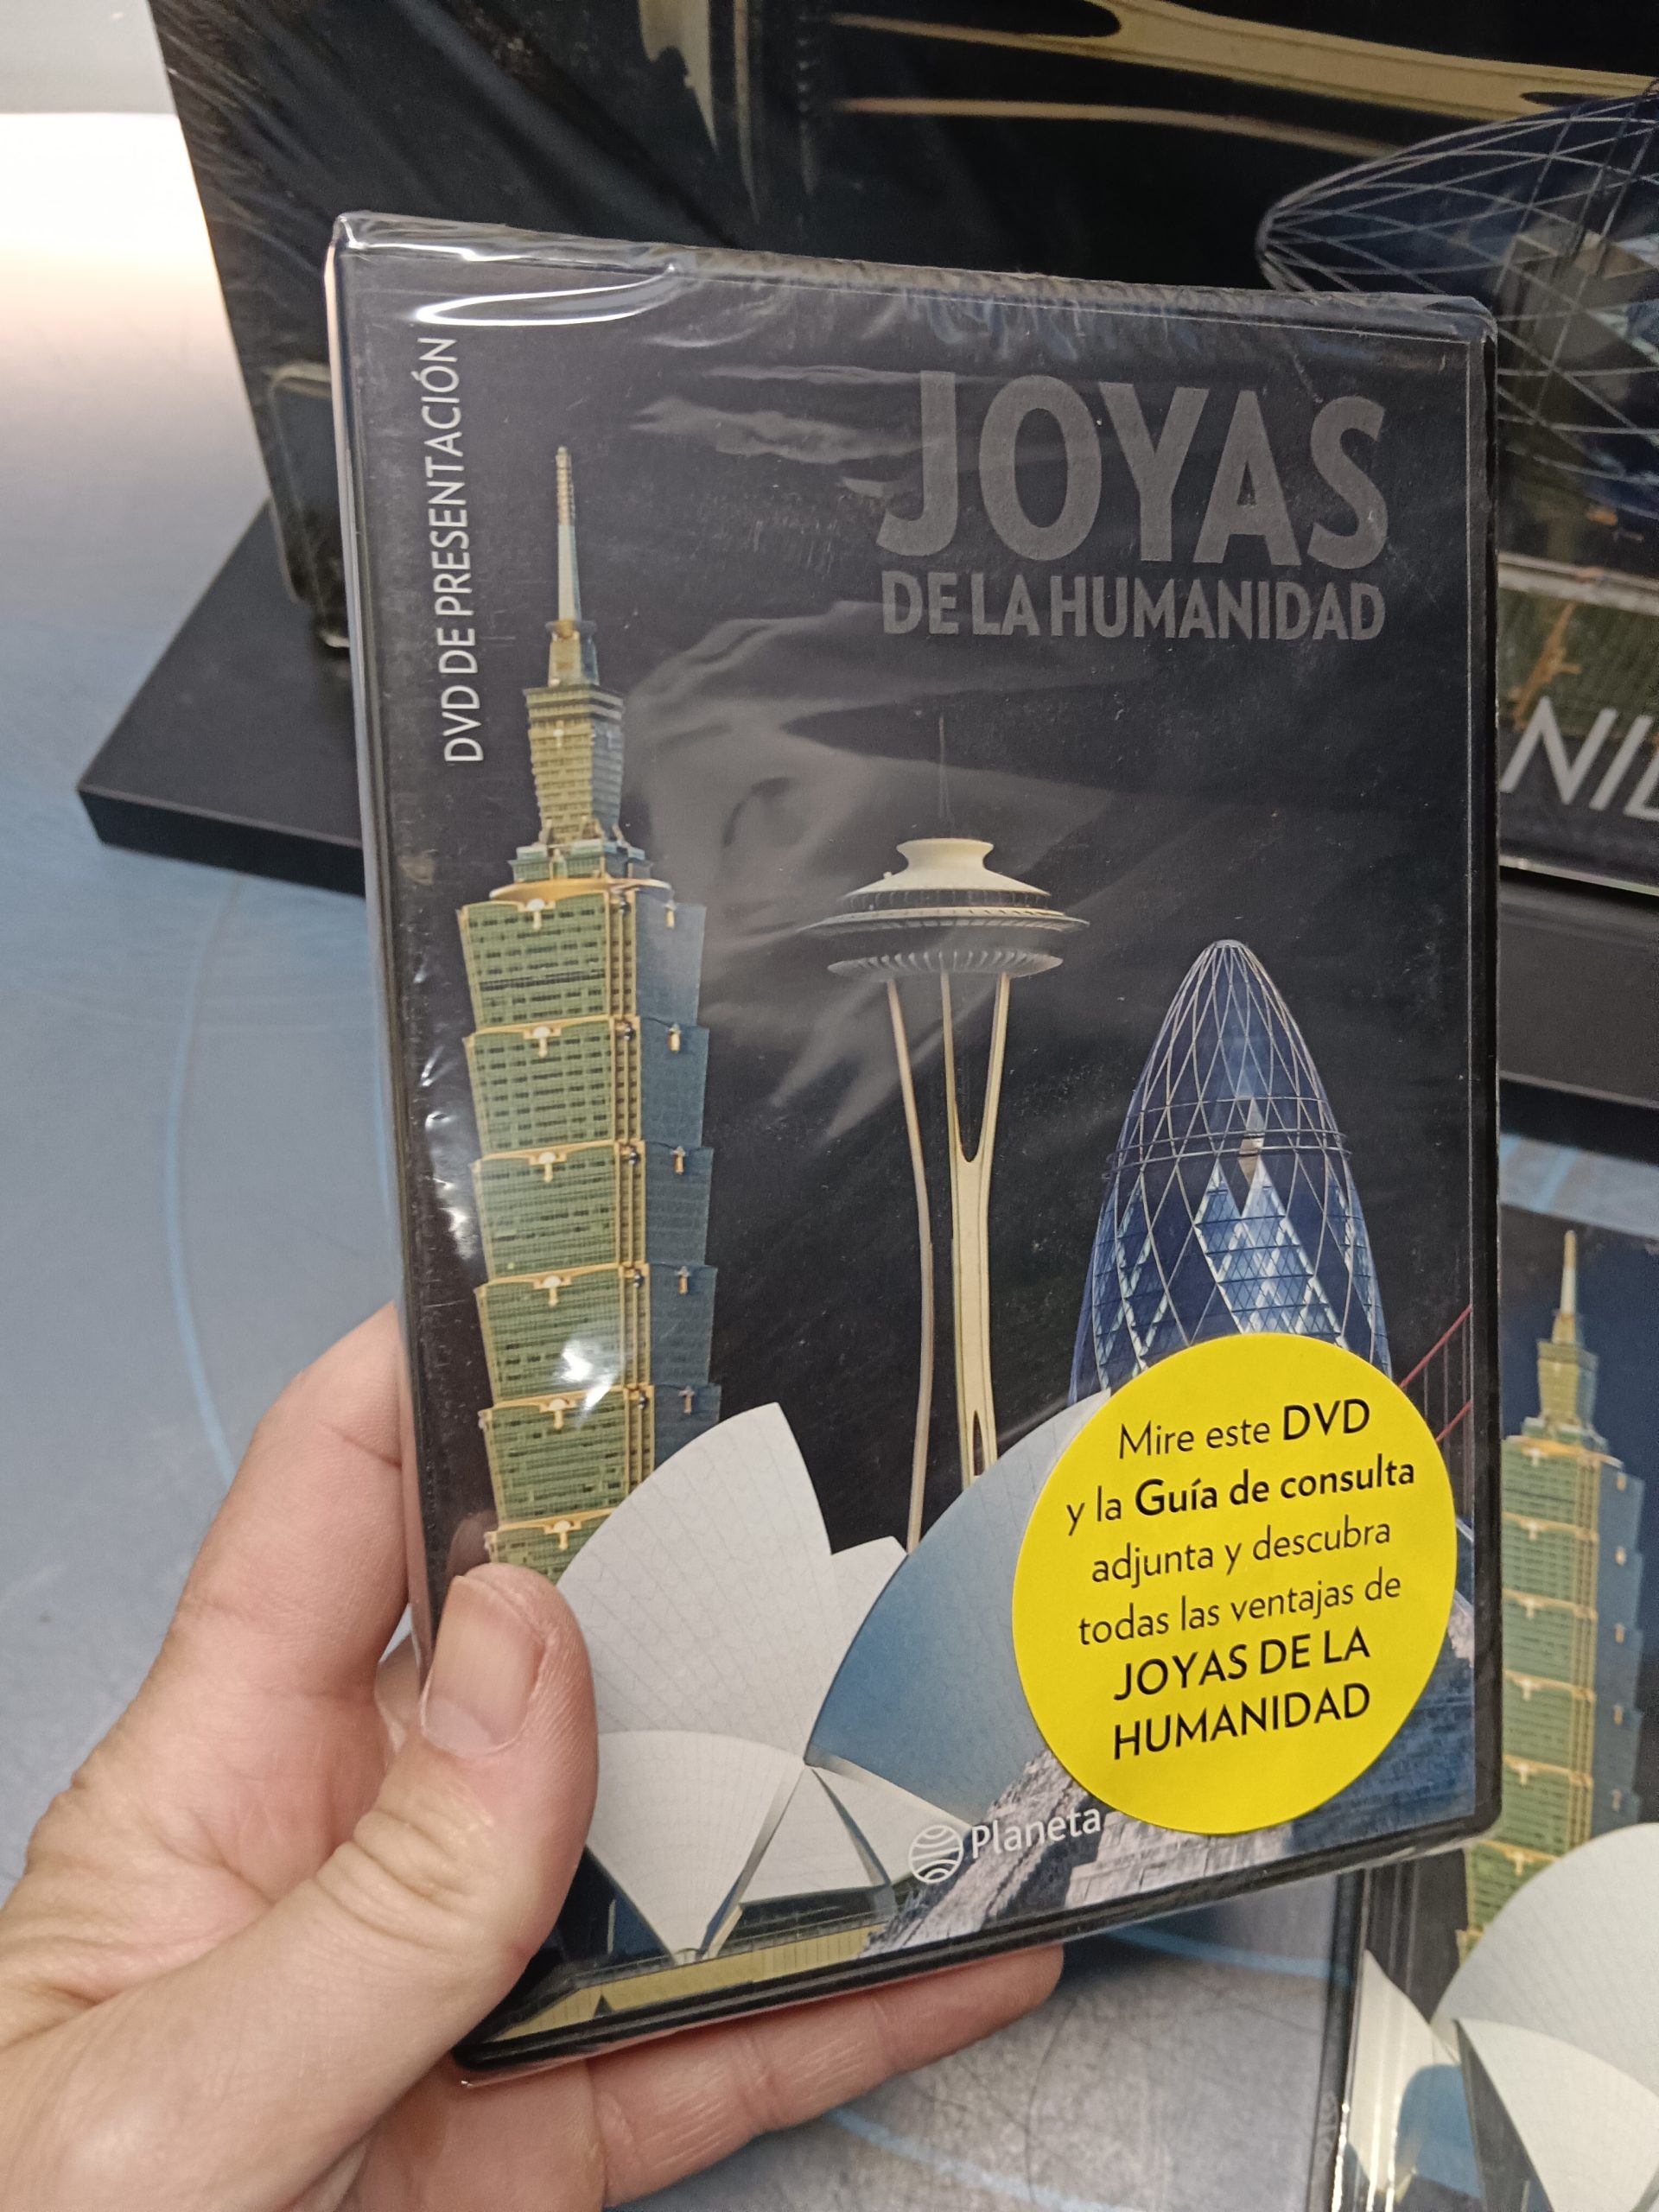 DVD DE PRESENTACIÓN
JOYAS
DE LA HUMANIDAD
Mire este DVD
y la Guía de consulta
adjunta y descubra
todas las ventajas de
JOYAS DE LA
HUMANIDAD
Planeta